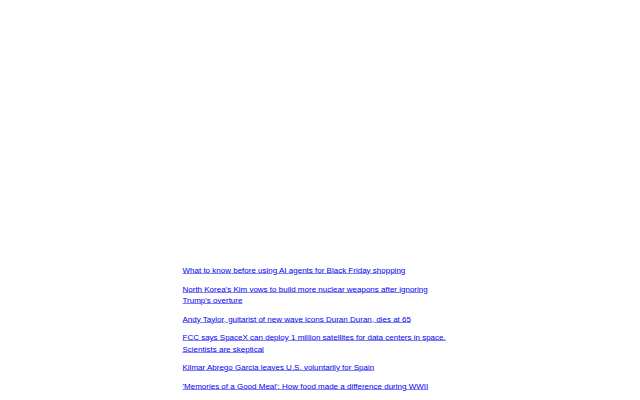 What to know before using AI agents for Black Friday shopping
North Korea's Kim vows to build more nuclear weapons after ignoring
Trump's overture
Andy Taylor, guitarist of new wave icons Duran Duran, dies at 65
FCC says SpaceX can deploy 1 million satellites for data centers in space.
Scientists are skeptical
Kilmar Abrego Garcia leaves U.S. voluntarily for Spain
'Memories of a Good Meal': How food made a difference during WWII